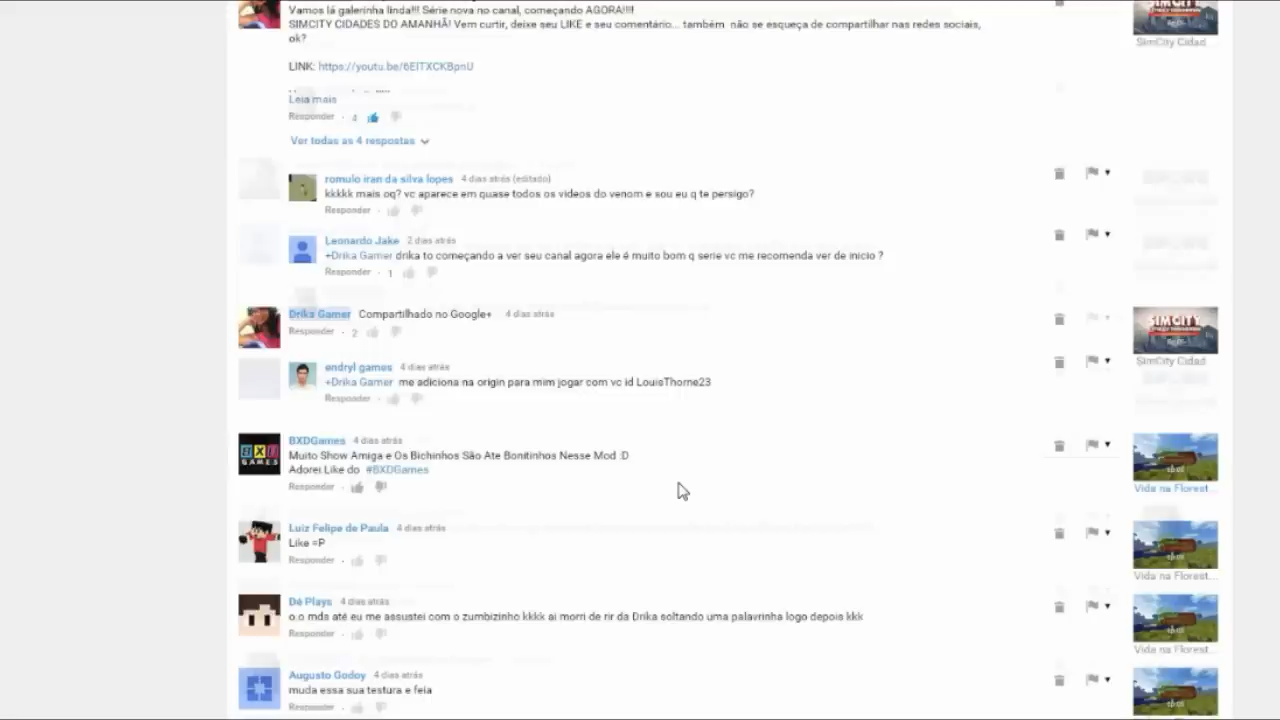 Vamos lá galerinha linda!!! Série nova no canal, começando AGORA!!!!
SIMCITY CIDADES DO AMANHÃ! Vem curtir, deixe seu LIKE e seu comentário... também não se esqueça de compartilhar nas redes sociais,
ok?
SimCity Cidad...
LINK: https://youtu.be/6EITXCKBpnU
Leia mais
Responder · 4
Ver todas as 4 respostas
romulo iran da silva lopes 4 dias atrás (editado)
kkkkk mais oq? vc aparece em quase todos os videos do venom e sou eu q te persigo?
Responder ·
Leonardo Jake 2 dias atrás
+Drika Gamer drika to começando a ver seu canal agora ele é muito bom q serie vc me recomenda ver de inicio ?
Responder · 1
Drika Gamer Compartilhado no Google+ 4 dias atrás
Responder · 2
SIMCITY
SimCity Cidad...
endryl games 4 dias atrás
+Drika Gamer me adiciona na origin para mim jogar com vc id LouisThorne23
Responder ·
BXD GAMES
BXDGames 4 dias atrás
Muito Show Amiga e Os Bichinhos São Ate Bonitinhos Nesse Mod :D
Adorei Like do #BXDGames
Responder ·
Vida na Florest...
Luiz Felipe de Paula 4 dias atrás
Like =P
Responder ·
Vida na Florest...
Dé Plays 4 dias atrás
o.o mds até eu me assustei com o zumbizinho kkkk ai morri de rir da Drika soltando uma palavrinha logo depois kkk
Responder ·
Vida na Florest...
Augusto Godoy 4 dias atrás
muda essa sua testura e feia
Responder ·